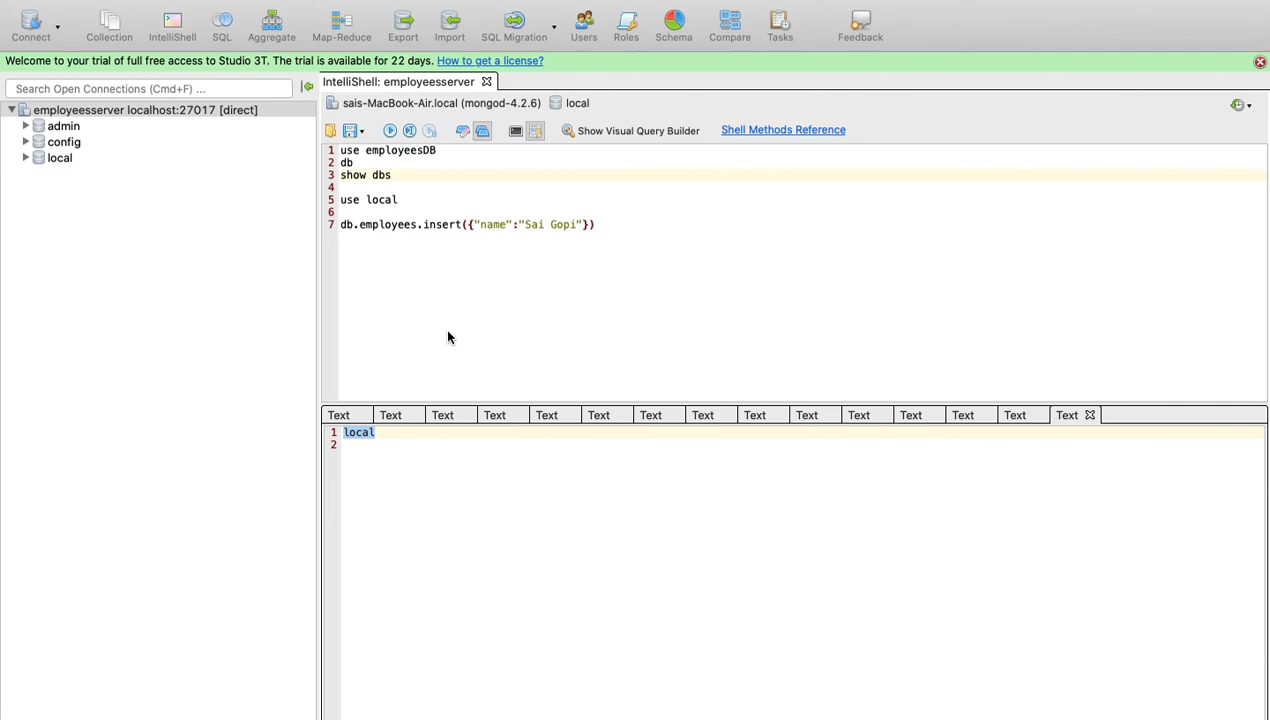 Connect Collection IntelliShell SQL Aggregate Map-Reduce Export Import SQL Migration Users Roles Schema Compare Tasks Feedback
Welcome to your trial of full free access to Studio 3T. The trial is available for 22 days. How to get a license?
Search Open Connections (Cmd+F) ...
employeesserver localhost:27017 [direct]
admin
config
local
IntelliShell: employeesserver
sais-MacBook-Air.local (mongod-4.2.6) local
Show Visual Query Builder Shell Methods Reference
1 use employeesDB
2 db
3 show dbs
4
5 use local
6
7 db.employees.insert({"name":"Sai Gopi"})
Text Text Text Text Text Text Text Text Text Text Text Text Text Text Text
1 local
2